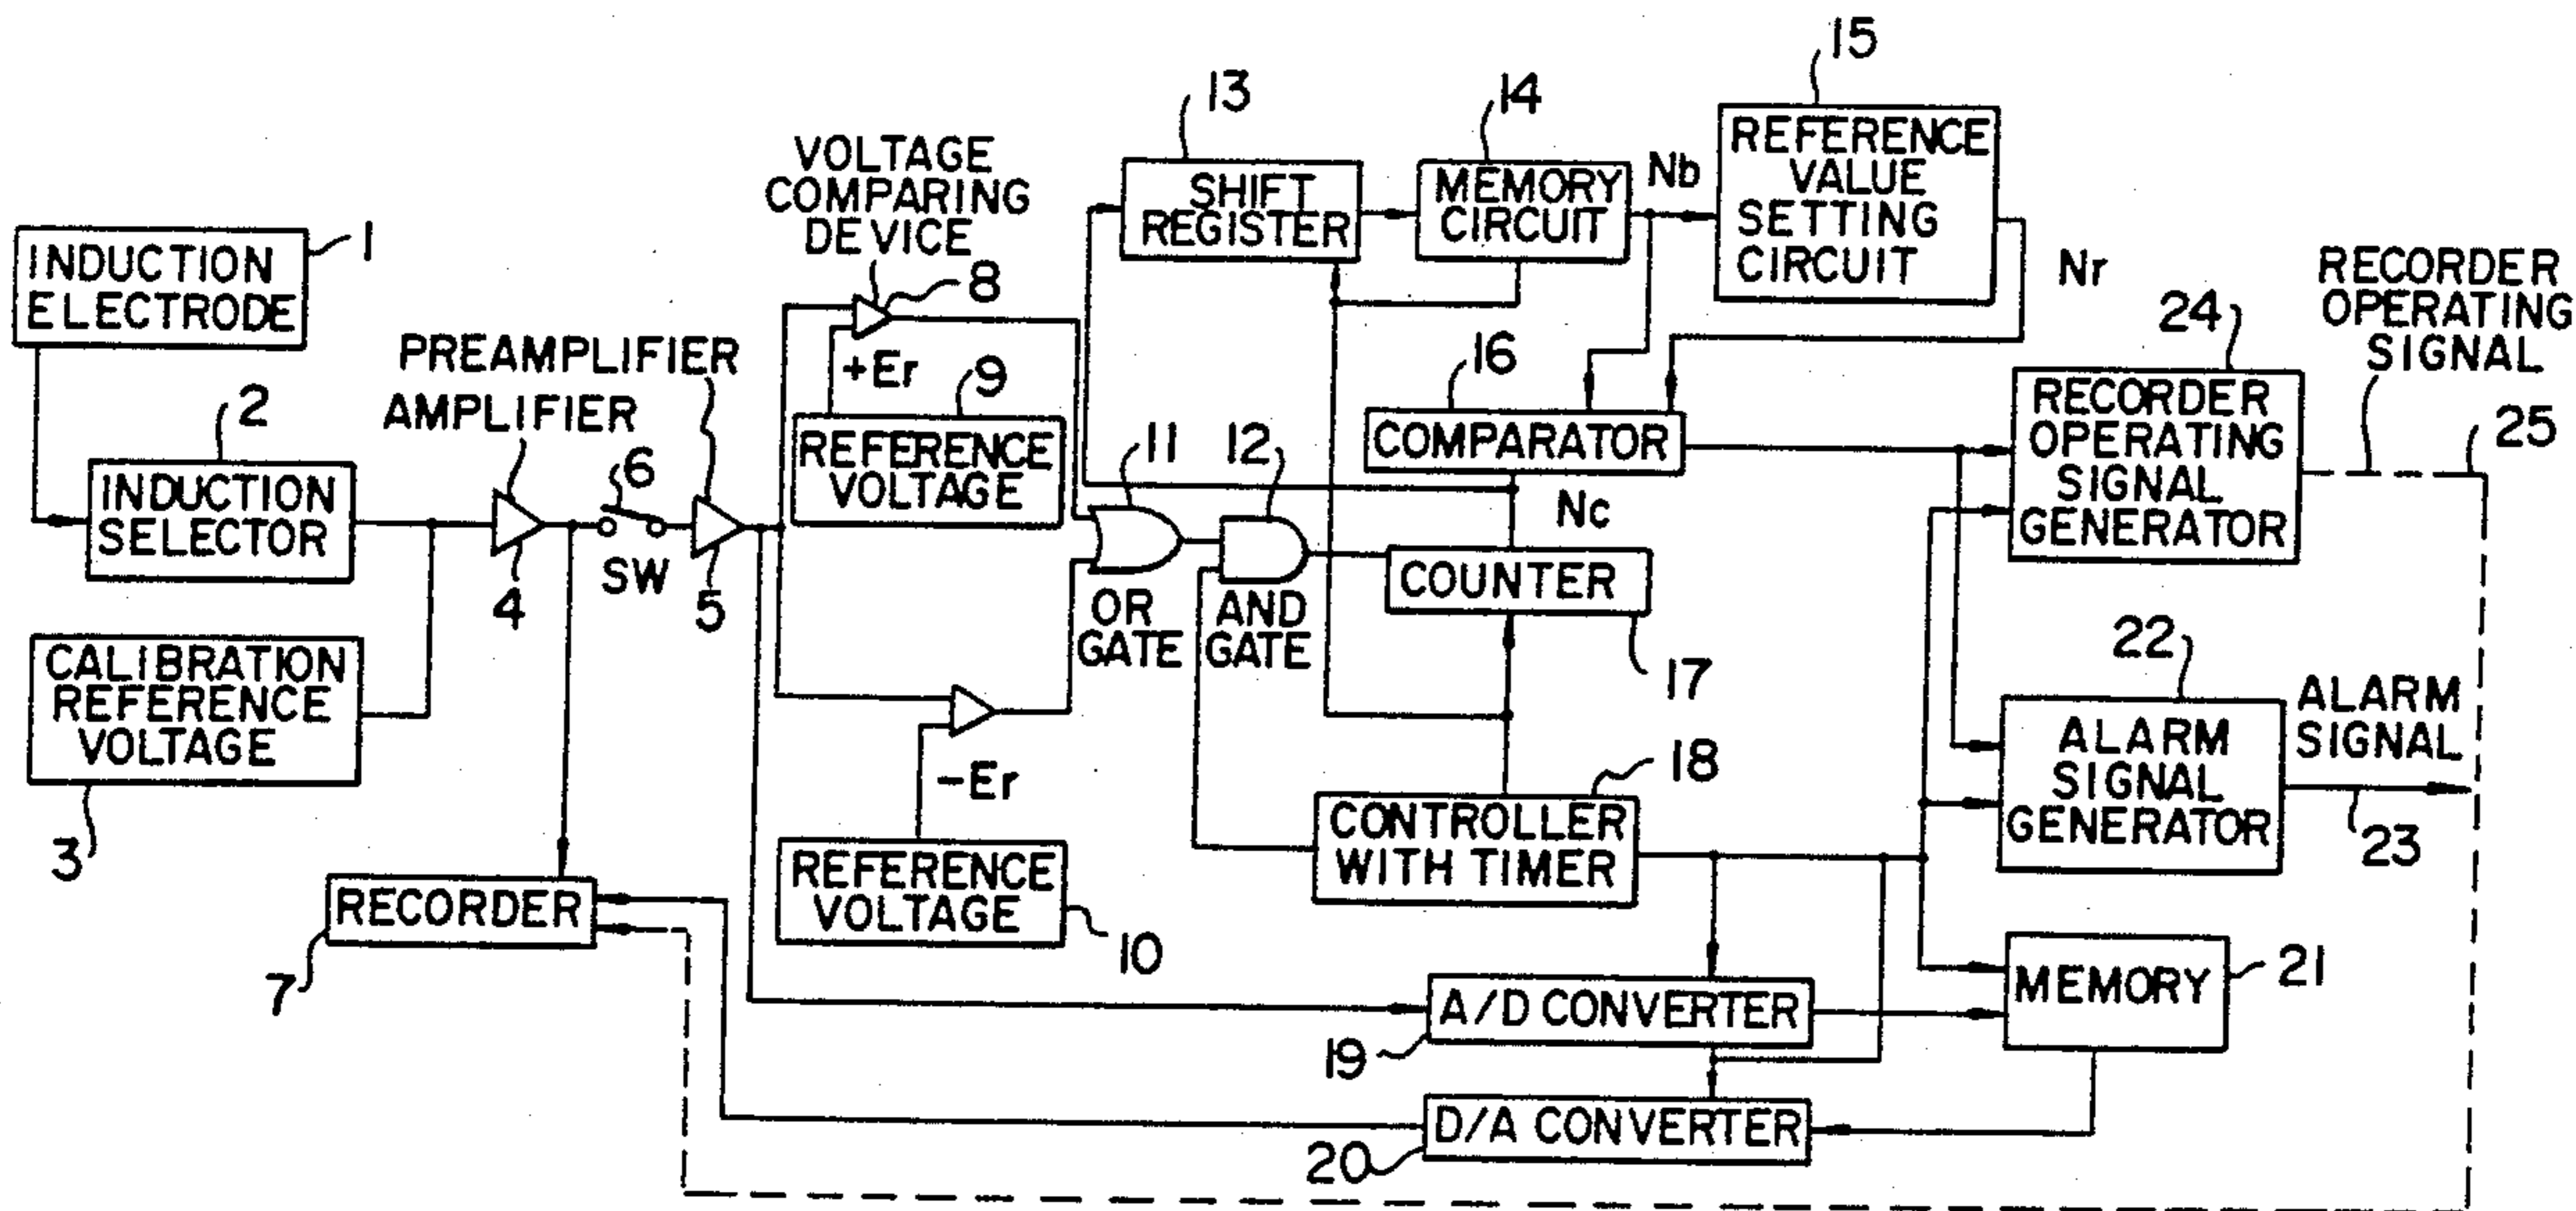 15
13
14
VOLTAGE
COMPARING
DEVICE
SHIFT
REGISTER
MEMORY
CIRCUIT
Nb
REFERENCE
VALUE
SETTING
CIRCUIT
Nr
1
INDUCTION
ELECTRODE
8
RECORDER
OPERATING
SIGNAL
24
PREAMPLIFIER
AMPLIFIER
2
+Er
9
16
RECORDER
OPERATING
SIGNAL
GENERATOR
25
INDUCTION
SELECTOR
6
SW
4
5
REFERENCE
VOLTAGE
11
12
COMPARATOR
Nc
OR
GATE
AND
GATE
COUNTER
17
22
CALIBRATION
REFERENCE
VOLTAGE
3
-Er
18
ALARM
SIGNAL
GENERATOR
ALARM
SIGNAL
23
CONTROLLER
WITH TIMER
RECORDER
7
REFERENCE
VOLTAGE
10
MEMORY
21
A/D CONVERTER
19
D/A CONVERTER
20